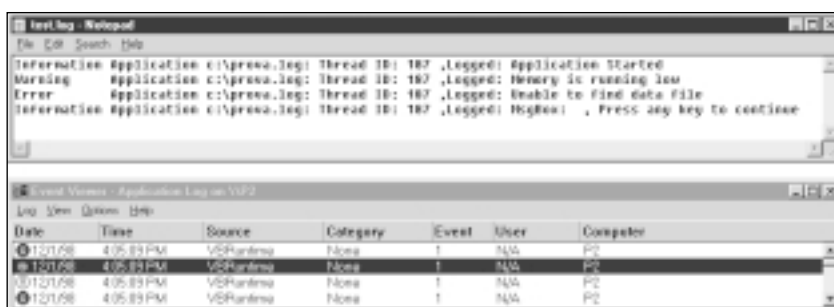 test.log - Notepad
File Edit Search Help
Information Application c:\prova.log: Thread ID: 187 ,Logged: Application Started
Warning Application c:\prova.log: Thread ID: 187 ,Logged: Memory is running low
Error Application c:\prova.log: Thread ID: 187 ,Logged: Unable to find data file
Information Application c:\prova.log: Thread ID: 187 ,Logged: MsgBox: , Press any key to continue
Event Viewer - Application Log on \\P2
Log View Options Help
Date Time Source Category Event User Computer
12/1/98 4:05:09 PM VBRuntime None 1 N/A P2
12/1/98 4:05:09 PM VBRuntime None 1 N/A P2
12/1/98 4:05:09 PM VBRuntime None 1 N/A P2
12/1/98 4:05:09 PM VBRuntime None 1 N/A P2